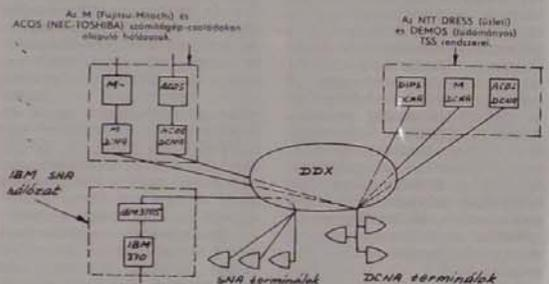 Az M (Fujitsu-Hitachi) és
ACOS (NEC-TOSHIBA) számítógép-családokon
alapuló hálózatok.
Az NTT DRESS (üzleti)
és DEMOS (tudományos)
TSS rendszerei.
M-
ACOS
M
DCNA
ACOS
DCNA
DIPS
DCNA
M
DCNA
ACOS
DCNA
DDX
IBM SNA
hálózat
IBM 3705
IBM
370
SNA terminálok
DCNA terminálok